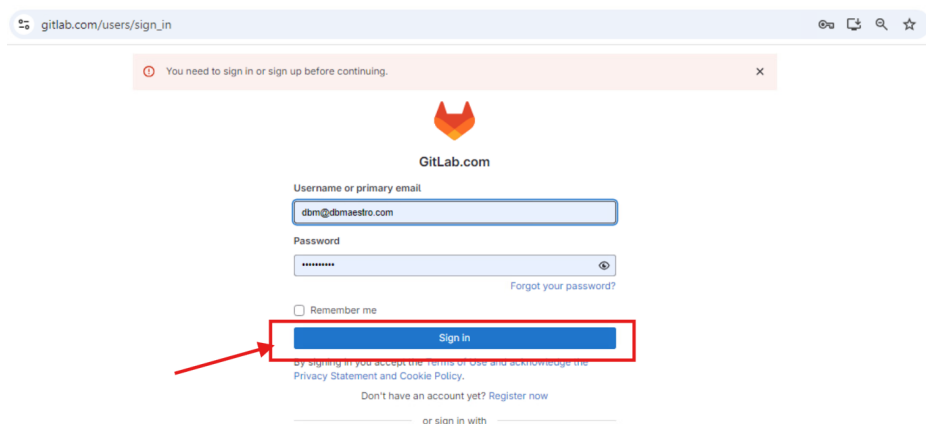 gitlab.com/users/sign_in
You need to sign in or sign up before continuing.
GitLab.com
Username or primary email
dbm@dbmaestro.com
Password
••••••••••
Forgot your password?
Remember me
Sign in
By signing in you accept the Terms of Use and acknowledge the
Privacy Statement and Cookie Policy.
Don't have an account yet? Register now
or sign in with